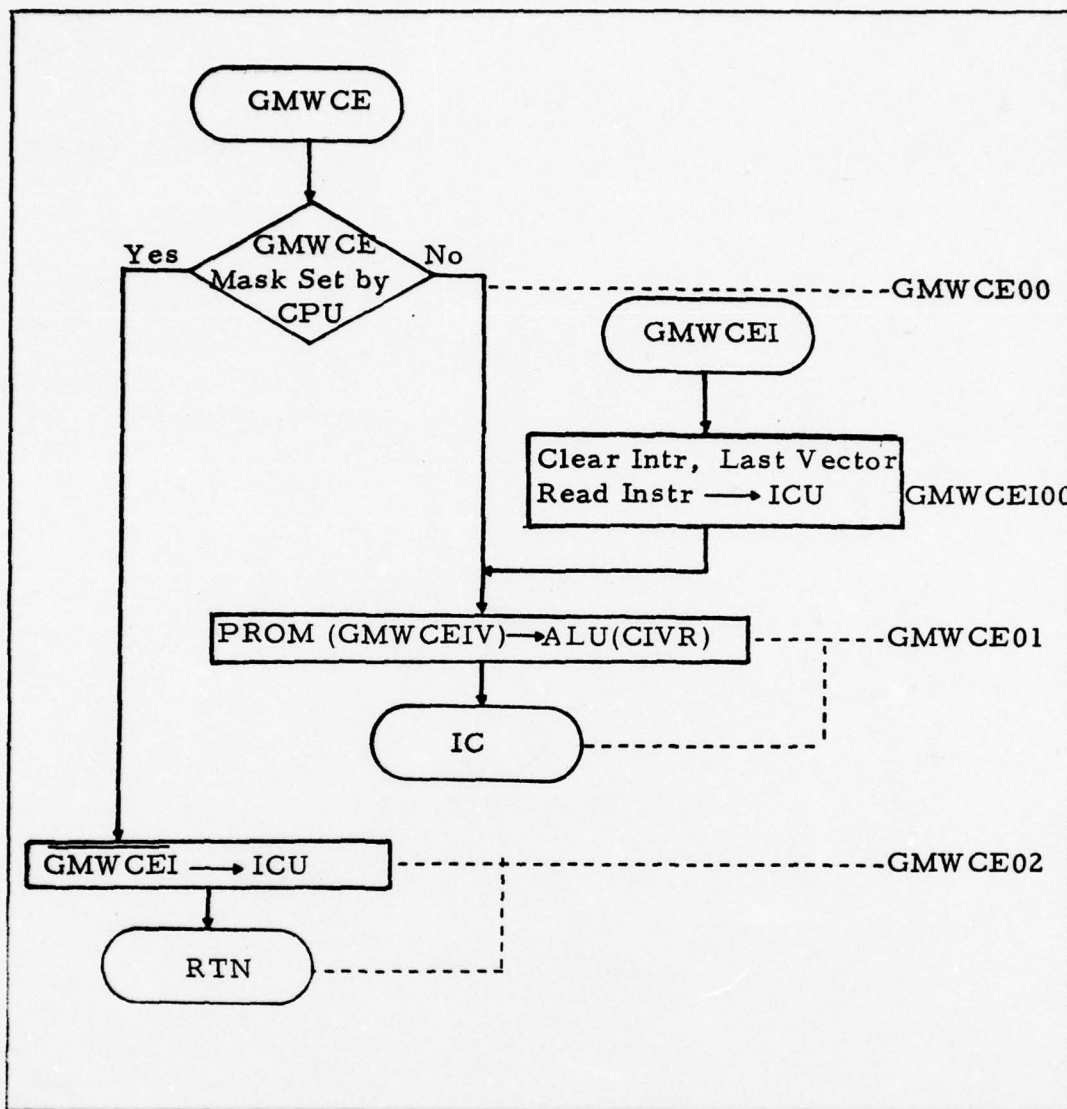 GMWCE
Yes
GMWCE
Mask Set by
CPU
No
GMWCE00
GMWCEI
Clear Intr, Last Vector
Read Instr → ICU
GMWCEI00
PROM (GMWCEIV)→ALU(CIVR)
GMWCE01
IC
G̅M̅W̅C̅E̅I̅ → ICU
GMWCE02
RTN